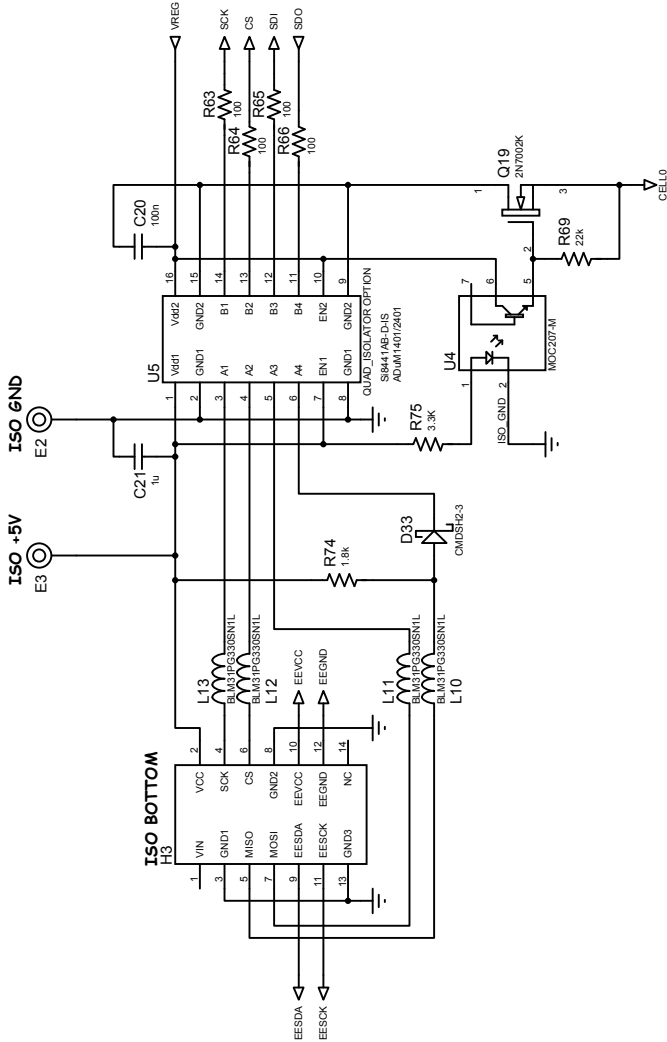 ISO +5V
E3
ISO GND
E2
C21
1u
C20
100n
ISO BOTTOM
H3
1
VIN
VCC
2
3
GND1
SCK
4
5
MISO
CS
6
7
MOSI
GND2
8
9
EESDA
EEVCC
10
11
EESCK
EEGND
12
13
GND3
NC
14
EESDA
EESCK
EEVCC
EEGND
L13
BLM31PG330SN1L
BLM31PG330SN1L
L12
L11
BLM31PG330SN1L
BLM31PG330SN1L
L10
R74
1.8k
D33
CMDSH2-3
U5
1
Vdd1
Vdd2
16
2
GND1
GND2
15
3
A1
B1
14
4
A2
B2
13
5
A3
B3
12
6
A4
B4
11
7
EN1
EN2
10
8
GND1
GND2
9
QUAD_ISOLATOR OPTION
Si8441AB-D-IS
ADuM1401/2401
R75
3.3K
U4
1
2
7
6
5
ISO_GND
MOC207-M
R63
100
R64
100
R65
100
R66
100
VREG
SCK
CS
SDI
SDO
Q19
2N7002K
1
2
3
R69
22k
CELL0